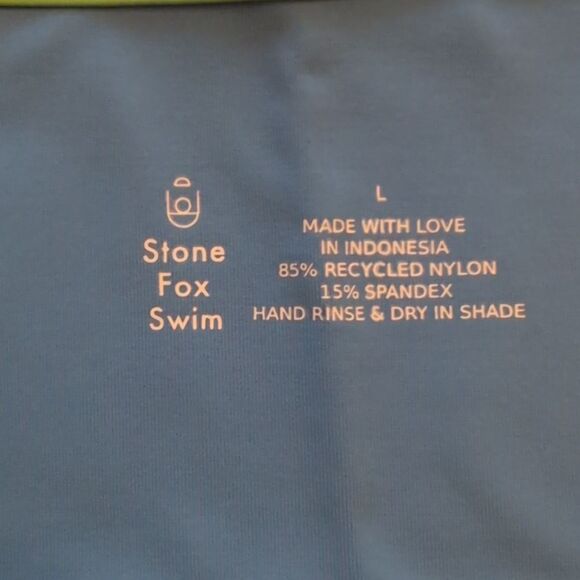 Stone
Fox
Swim
L
MADE WITH LOVE
IN INDONESIA
85% RECYCLED NYLON
15% SPANDEX
HAND RINSE & DRY IN SHADE